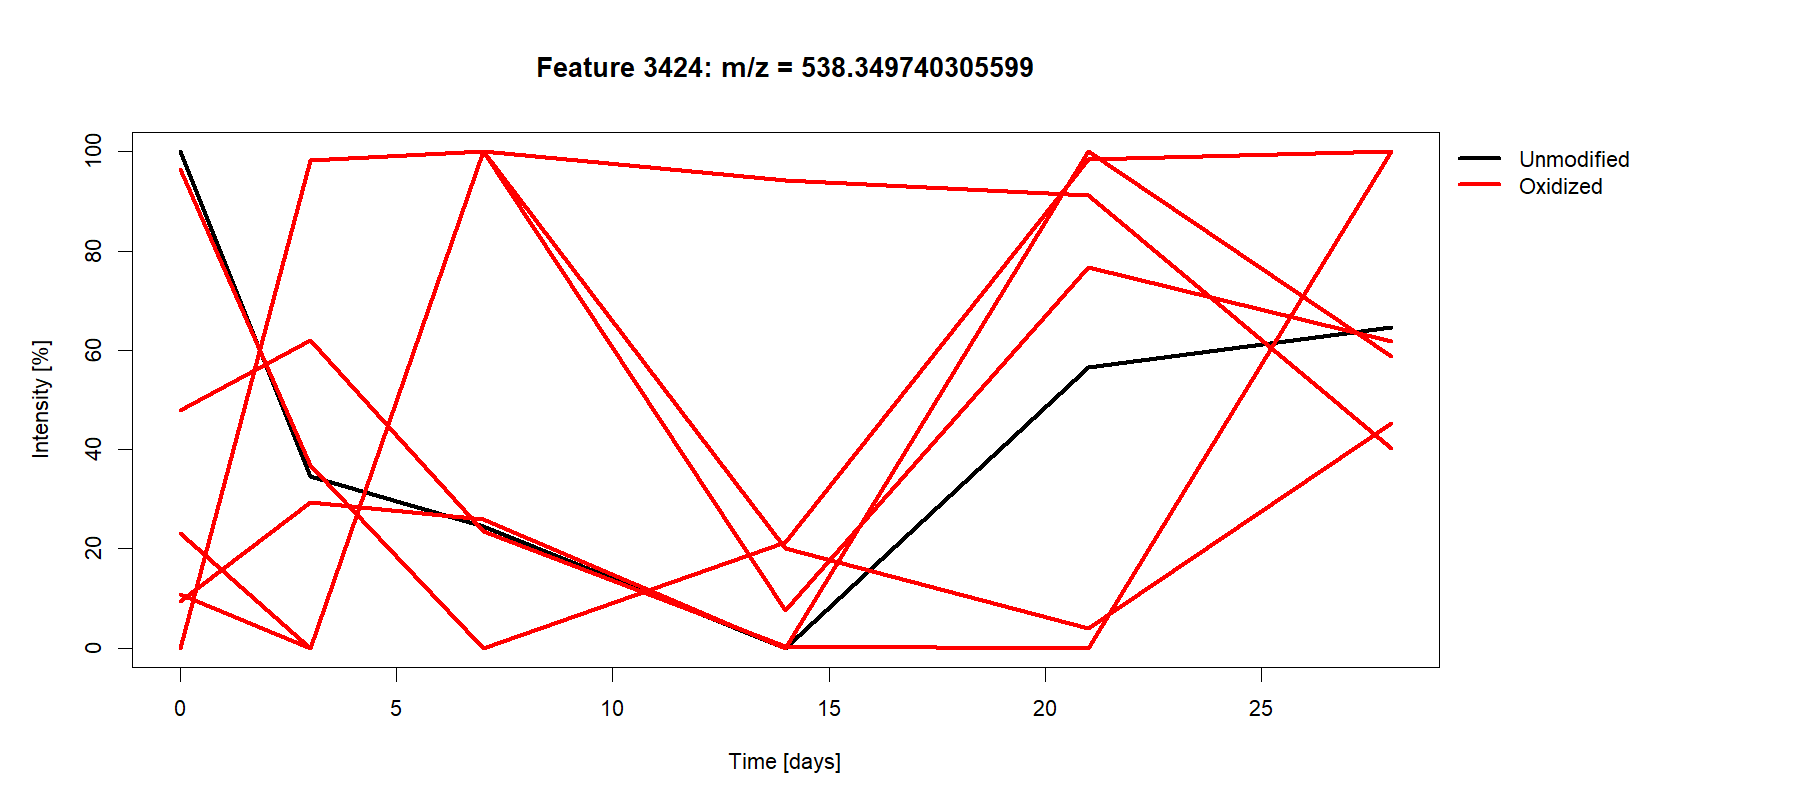 Feature 3424: m/z = 538.349740305599
Unmodified
Oxidized
Intensity [%]
100
80
60
40
20
0
0 5 10 15 20 25
Time [days]